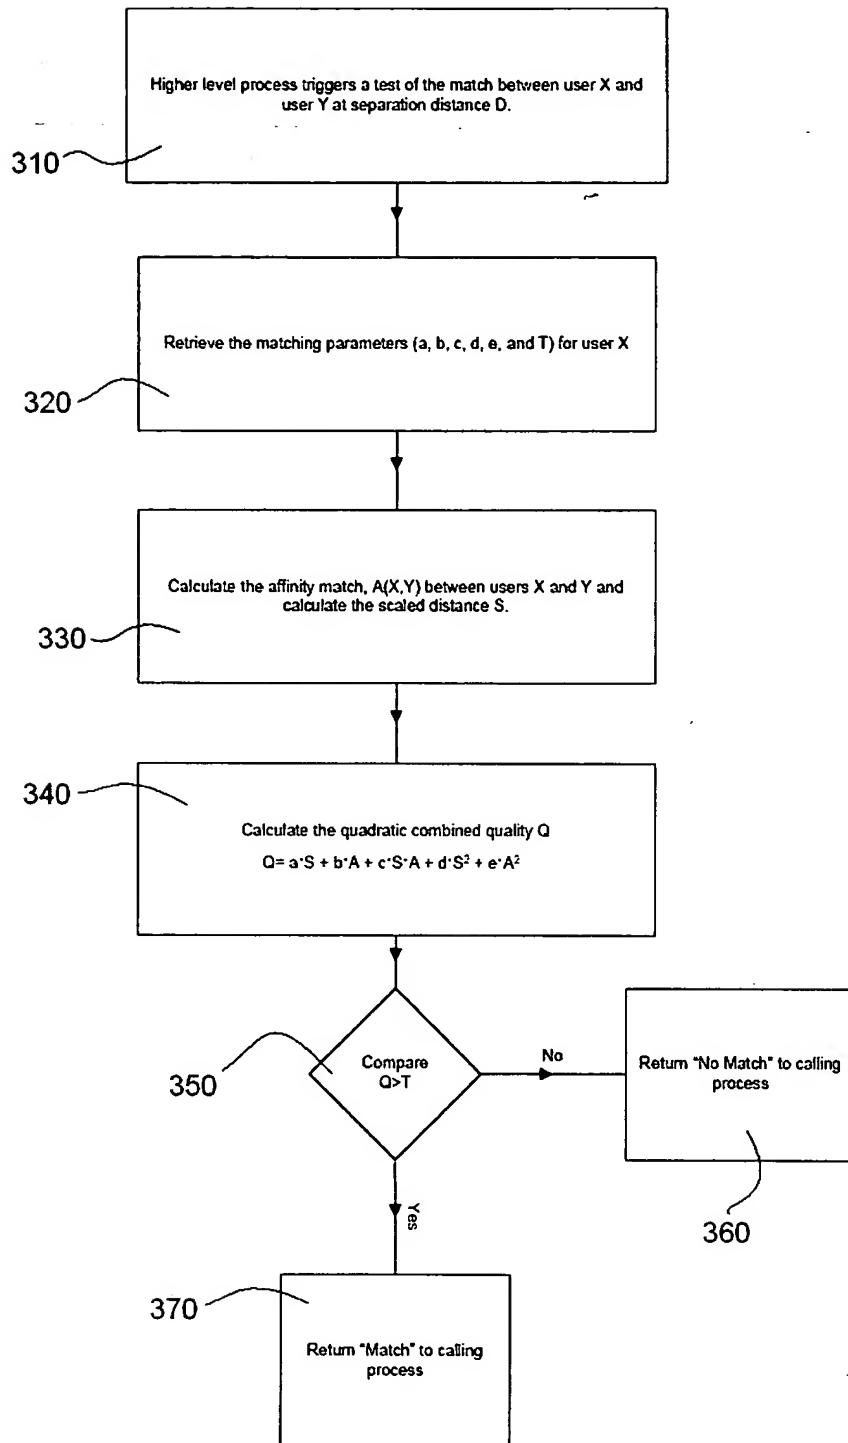 Higher level process triggers a test of the match between user X and
user Y at separation distance D.
310
Retrieve the matching parameters (a, b, c, d, e, and T) for user X
320
Calculate the affinity match, A(X,Y) between users X and Y and
calculate the scaled distance S.
330
340
Calculate the quadratic combined quality Q
Q= a*S + b*A + c*S*A + d*S² + e*A²
350
Compare
Q>T
No
Return "No Match" to calling
process
360
Yes
370
Return "Match" to calling
process